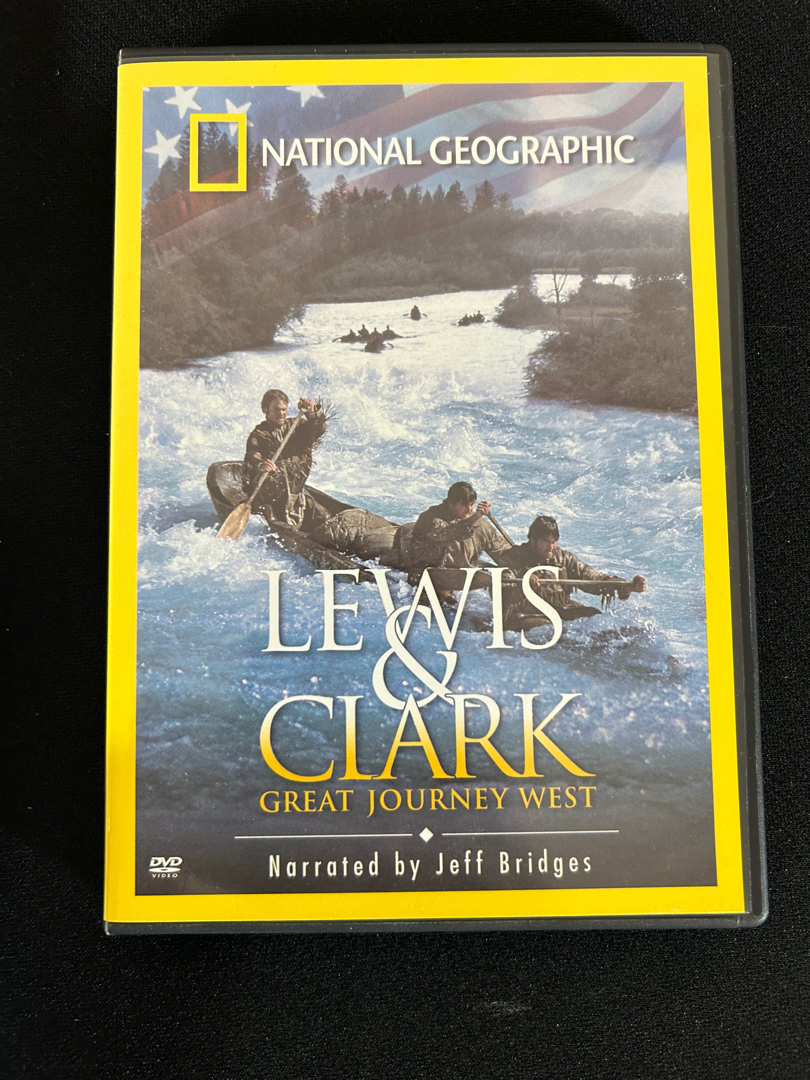 NATIONAL GEOGRAPHIC
LEWIS
&
CLARK
GREAT JOURNEY WEST
Narrated by Jeff Bridges
DVD
VIDEO